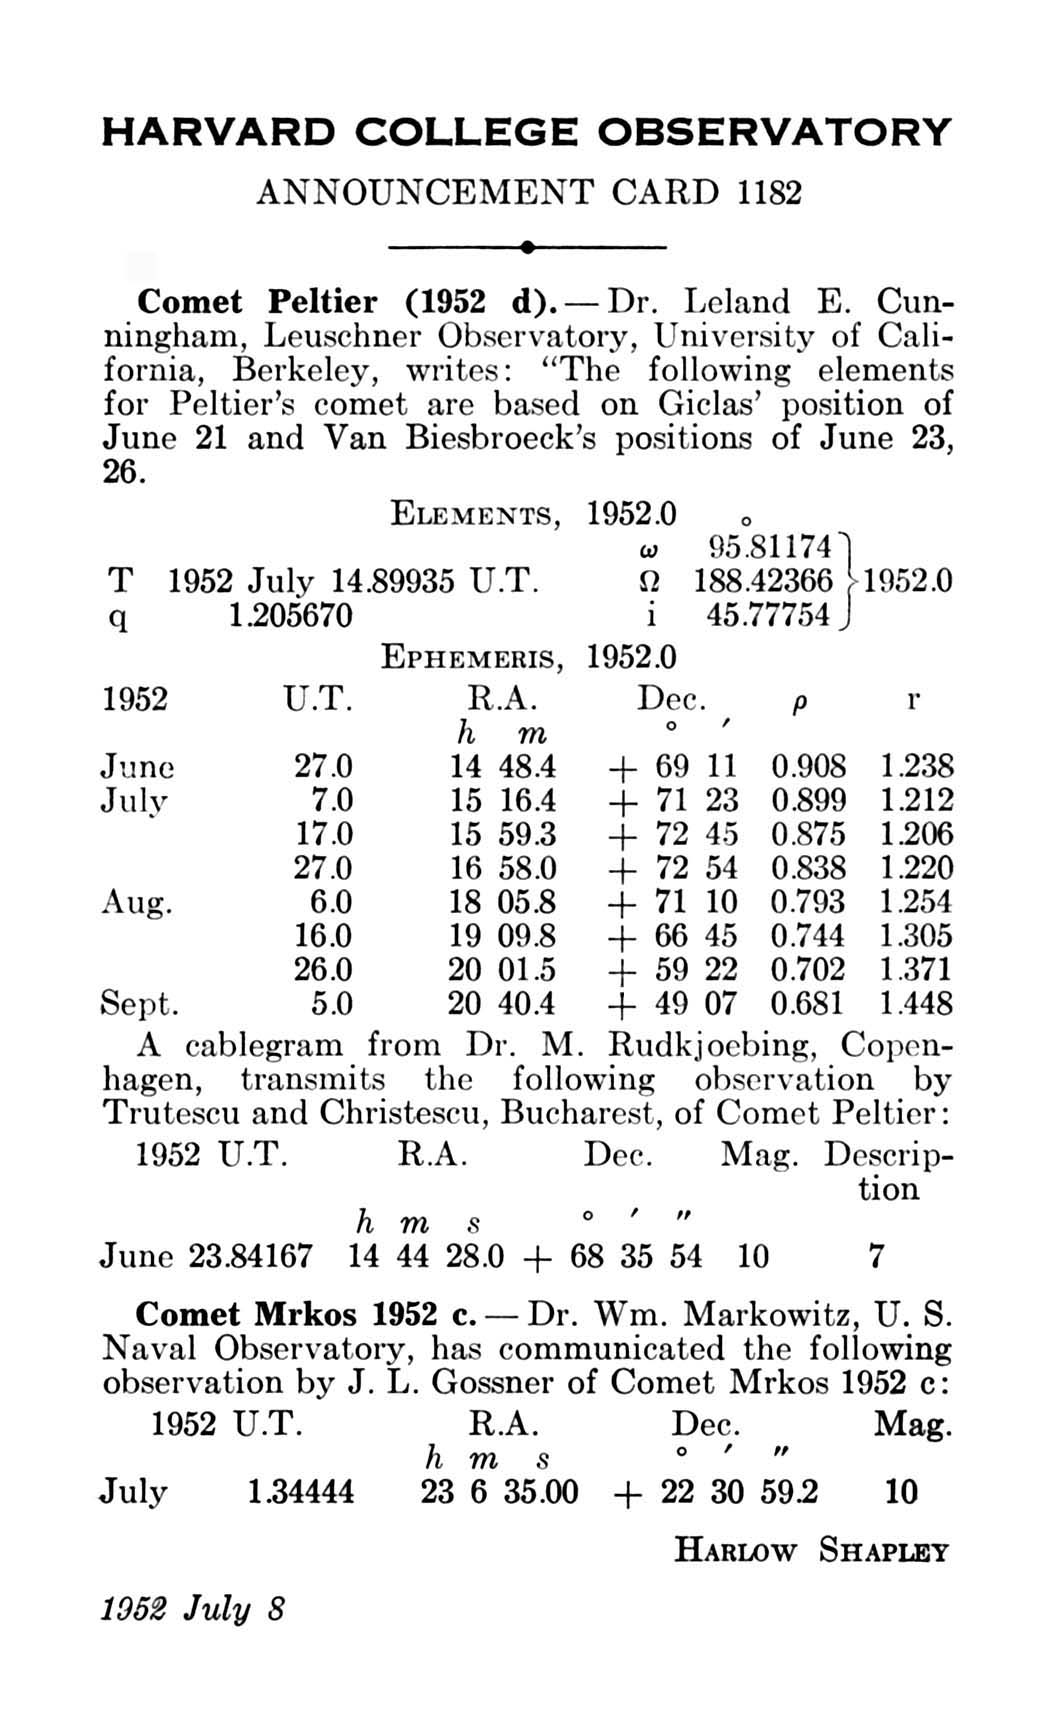 HARVARD COLLEGE OBSERVATORY
ANNOUNCEMENT CARD 1182
Comet Peltier (1952 d). — Dr. Leland E. Cun-
ningham, Leuschner Observatory, University of Cali-
fornia, Berkeley, writes: “The following elements
for Peltier's comet are based on Giclas' position of
June 21 and Van Biesbroeck's positions of June 23,
26.
ELEMENTS, 1952.0 °
ω 95.81174
T 1952 July 14.89935 U.T. Ω 188.42366 } 1952.0
q 1.205670 i 45.77754
EPHEMERIS, 1952.0
1952 U.T. R.A. Dec. ρ r
h m ° ′
June 27.0 14 48.4 + 69 11 0.908 1.238
July 7.0 15 16.4 + 71 23 0.899 1.212
17.0 15 59.3 + 72 45 0.875 1.206
27.0 16 58.0 + 72 54 0.838 1.220
Aug. 6.0 18 05.8 + 71 10 0.793 1.254
16.0 19 09.8 + 66 45 0.744 1.305
26.0 20 01.5 + 59 22 0.702 1.371
Sept. 5.0 20 40.4 + 49 07 0.681 1.448
A cablegram from Dr. M. Rudkjoebing, Copen-
hagen, transmits the following observation by
Trutescu and Christescu, Bucharest, of Comet Peltier:
1952 U.T. R.A. Dec. Mag. Descrip-
tion
h m s ° ′ ″
June 23.84167 14 44 28.0 + 68 35 54 10 7
Comet Mrkos 1952 c. — Dr. Wm. Markowitz, U. S.
Naval Observatory, has communicated the following
observation by J. L. Gossner of Comet Mrkos 1952 c:
1952 U.T. R.A. Dec. Mag.
h m s ° ′ ″
July 1.34444 23 6 35.00 + 22 30 59.2 10
HARLOW SHAPLEY
1952 July 8